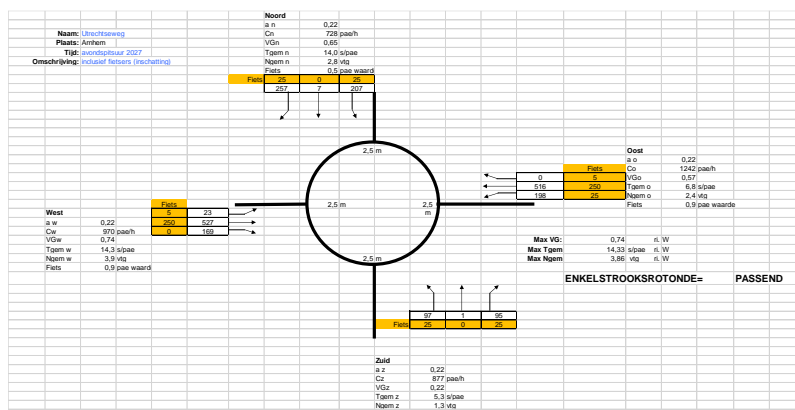 Noord
a n 0,22
Naam: Utrechtseweg
Cn 728 pae/h
Plaats: Arnhem
VGn 0,65
Tijd: avondspitsuur 2027
Tgem n 14,0 s/pae
Omschrijving: inclusief fietsers (inschatting)
Ngem n 2,8 vtg
Fiets 0,5 pae waard
Fiets 25 0 25
257 7 207
2,5 m
Oost
a o 0,22
Fiets
Co 1242 pae/h
0 5
VGo 0,57
516 250
Tgem o 6,8 s/pae
198 25
Ngem o 2,4 vtg
Fiets 0,9 pae waarde
2,5 m
2,5 m
Fiets
West
5 23
a w 0,22
250 527
Cw 970 pae/h
0 169
VGw 0,74
Tgem w 14,3 s/pae
Ngem w 3,9 vtg
Fiets 0,9 pae waard
Max VG: 0,74 ri. W
Max Tgem 14,33 s/pae ri. W
Max Ngem 3,86 vtg ri. W
2,5 m
ENKELSTROOKSROTONDE= PASSEND
97 1 95
Fiets 25 0 25
Zuid
a z 0,22
Cz 877 pae/h
VGz 0,22
Tgem z 5,3 s/pae
Ngem z 1,3 vtg